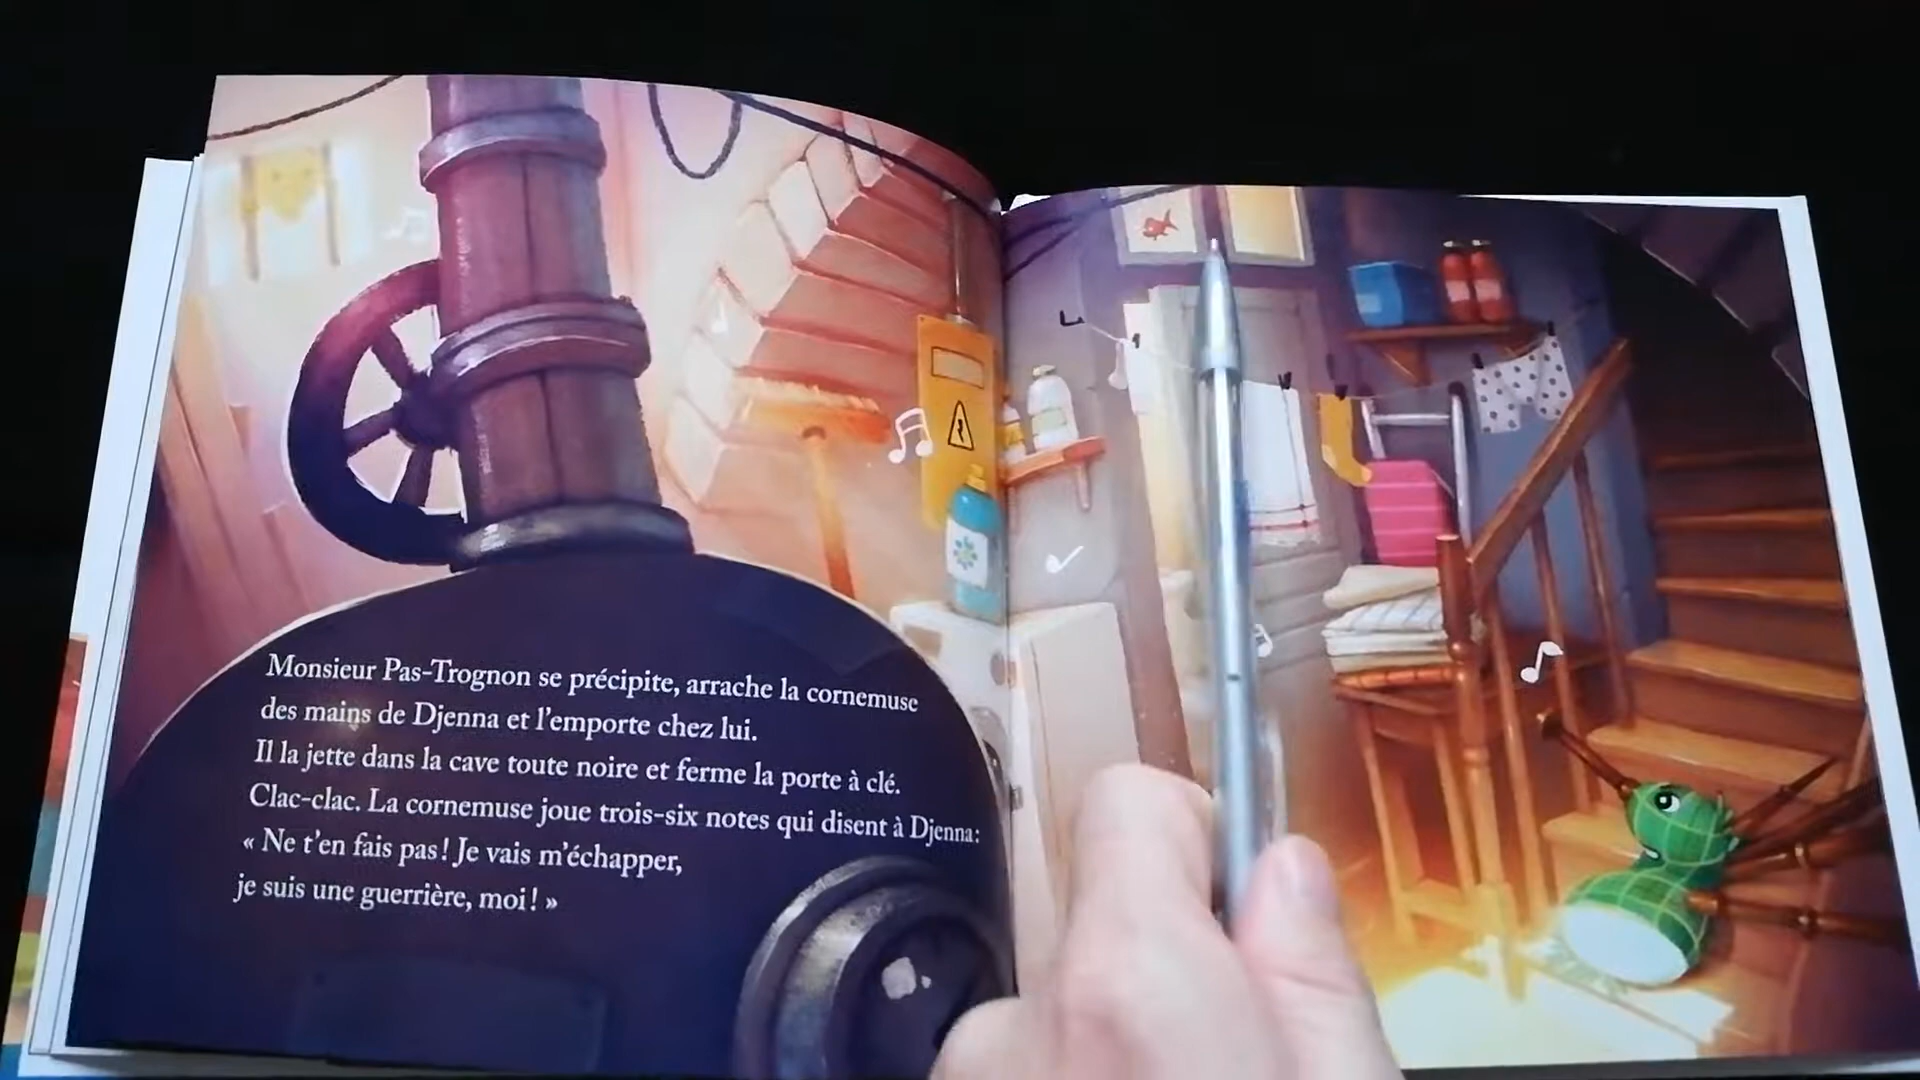 Monsieur Pas-Trognon se précipite, arrache la cornemuse
des mains de Djenna et l'emporte chez lui.
Il la jette dans la cave toute noire et ferme la porte à clé.
Clac-clac. La cornemuse joue trois-six notes qui disent à Djenna :
« Ne t'en fais pas ! Je vais m'échapper,
je suis une guerrière, moi ! »